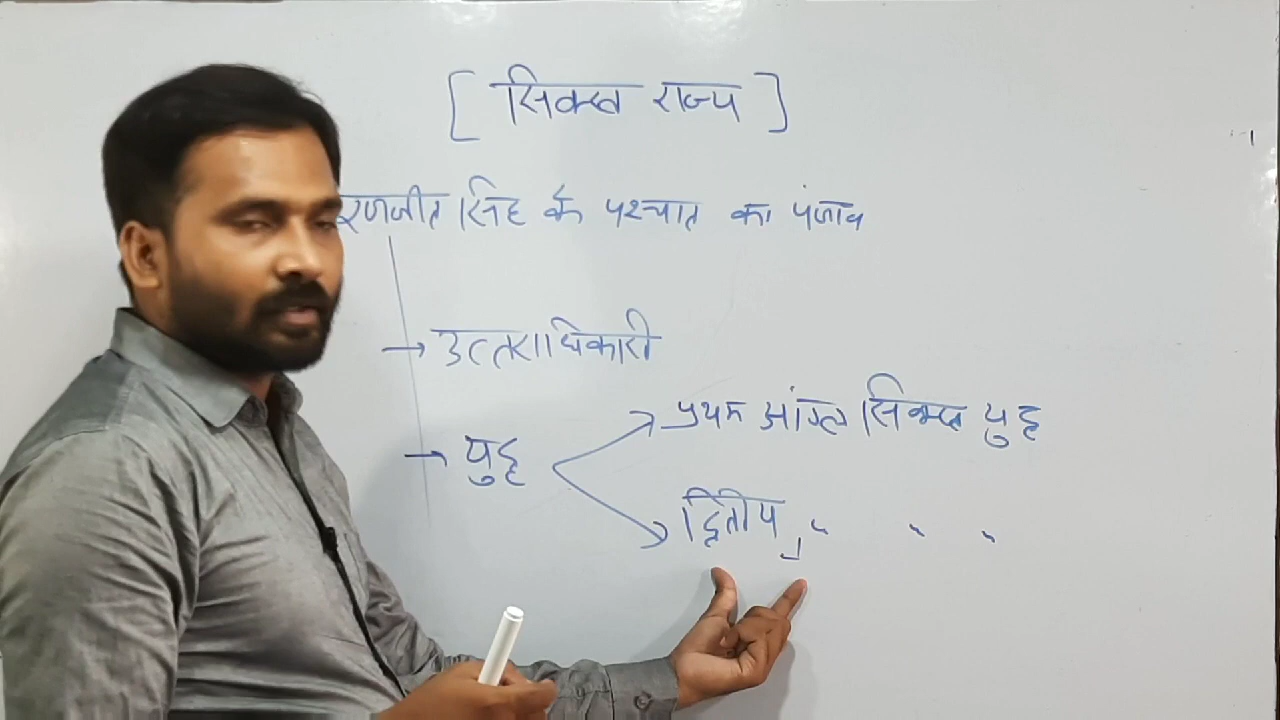 [ सिक्ख राज्य ]
रणजीत सिंह के पश्चात का पंजाब
→ उत्तराधिकारी
→ युद्ध
प्रथम आंग्ल सिक्ख युद्ध
द्वितीय " " "